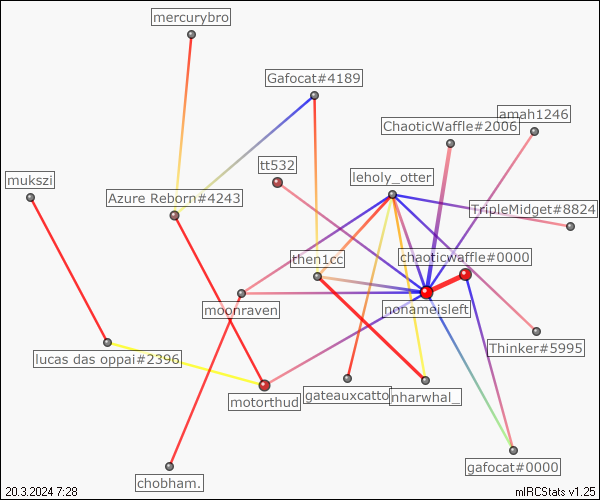 mercurybro
Gafocat#4189
amah1246
ChaoticWaffle#2006
tt532
leholy_otter
mukszi
Azure Reborn#4243
TripleMidget#8824
chaoticwaffle#0000
then1cc
moonraven
nonameisleft
Thinker#5995
lucas das oppai#2396
motorthud
gateauxcatto
nharwhal_
gafocat#0000
chobham.
20.3.2024 7:28
mIRCStats v1.25